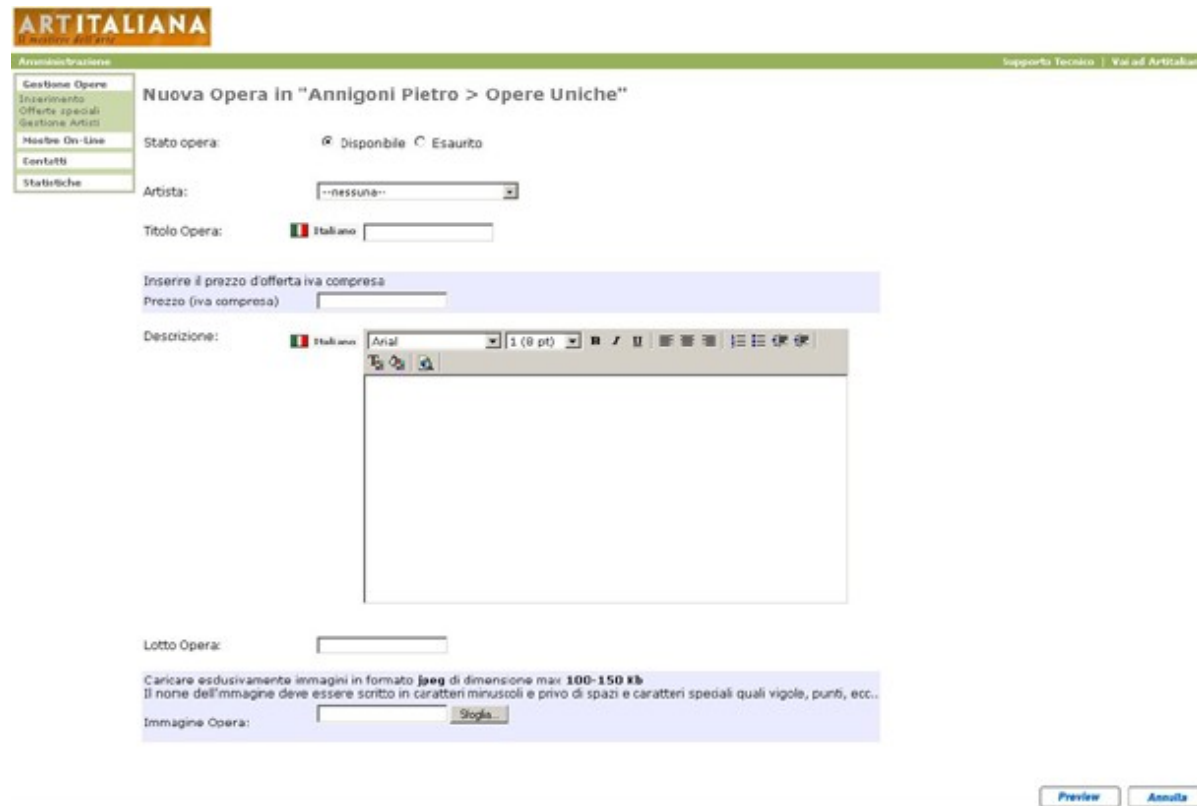 ARTITALIANA
Il mestiere dell'arte
Amministrazione
Supporto Tecnico | Vai ad Artitalian
Gestione Opere
Inserimento
Offerte speciali
Gestione Artisti
Mostre On-Line
Contatti
Statistiche
Nuova Opera in "Annigoni Pietro > Opere Uniche"
Stato opera: Disponibile Esaurito
Artista: --nessuna--
Titolo Opera: Italiano
Inserire il prezzo d'offerta iva compresa
Prezzo (iva compresa)
Descrizione: Italiano Arial 1 (8 pt) B I U
Lotto Opera:
Caricare esclusivamente immagini in formato jpeg di dimensione max 100-150 Kb
Il nome dell'immagine deve essere scritto in caratteri minuscoli e privo di spazi e caratteri speciali quali vigole, punti, ecc..
Immagine Opera: Sfoglia...
Preview Annulla